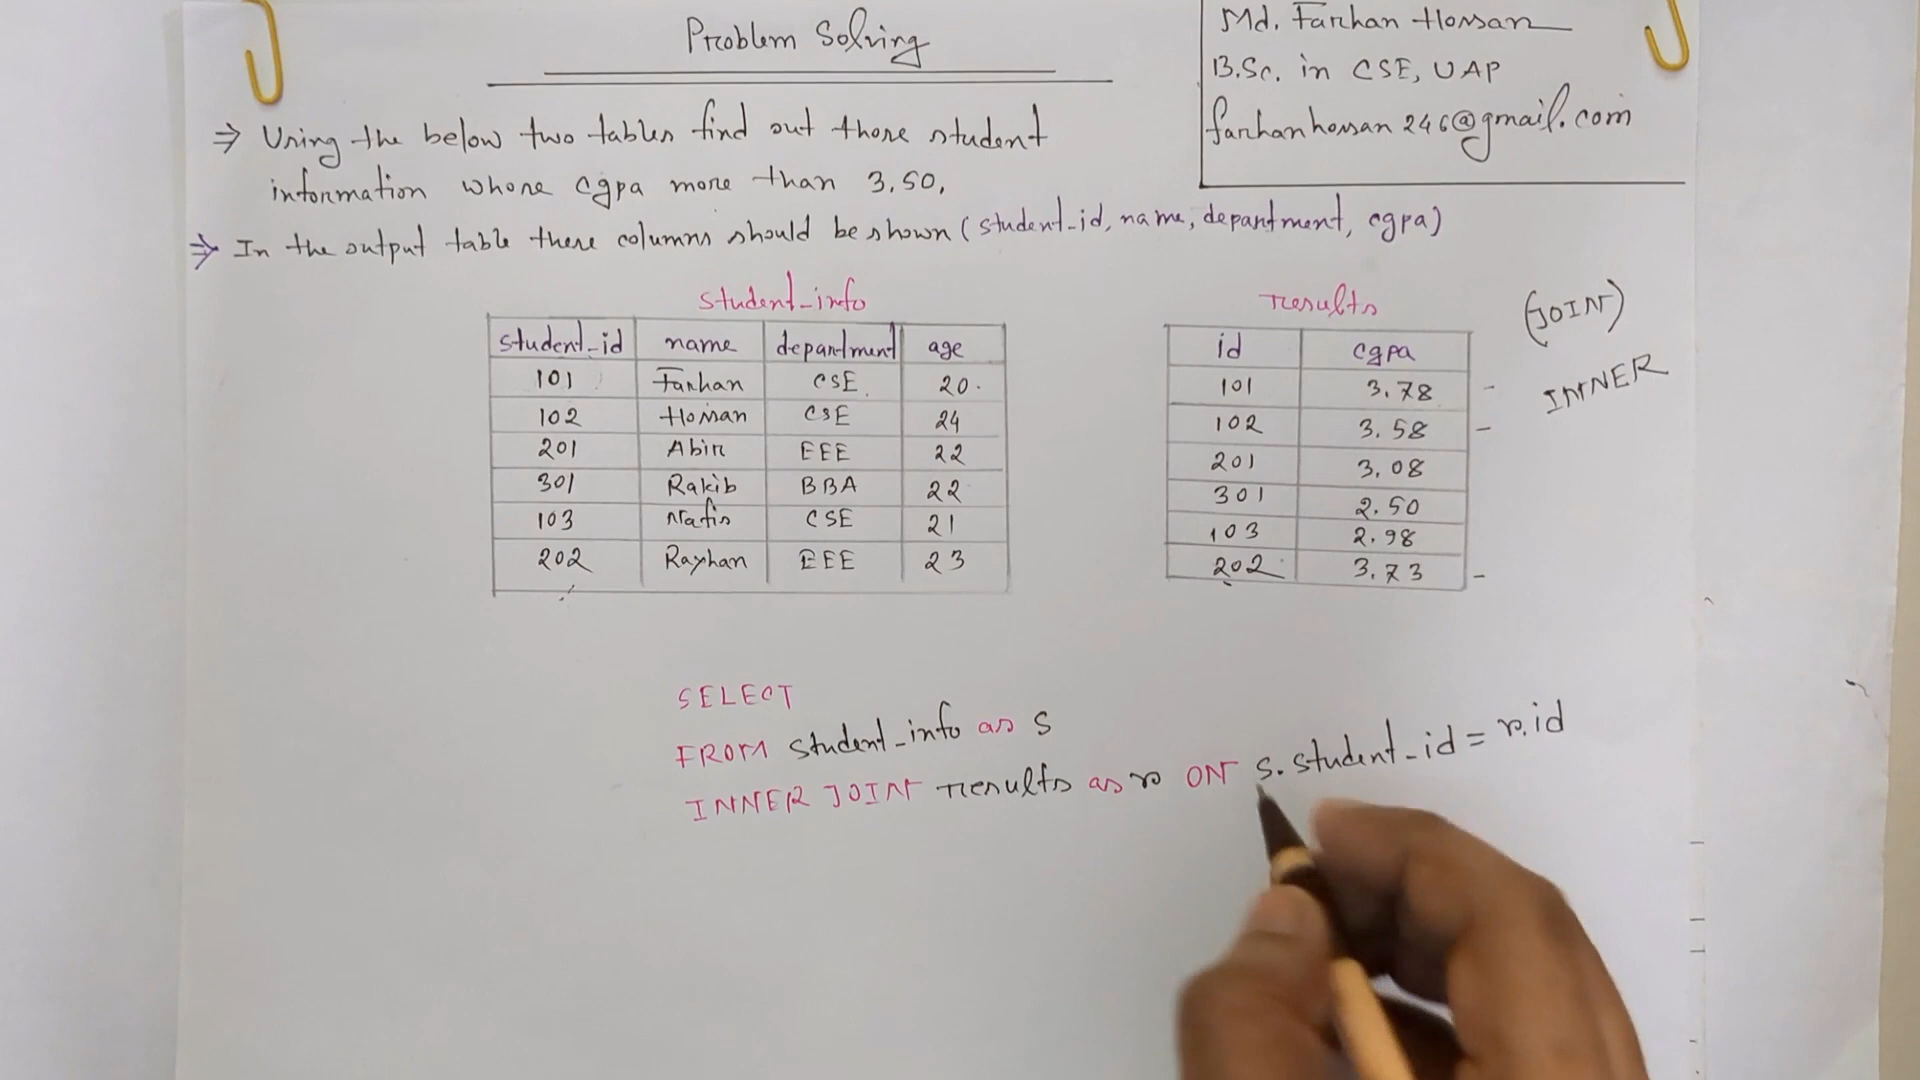 Problem Solving
Md. Farhan Hossan
B.Sc. in CSE, UAP
farhanhossan246@gmail.com
⇒ Using the below two tables find out those student
information whose cgpa more than 3.50.
⇒ In the output table these columns should be shown (student_id, name, department, cgpa)
student_info
student_id name department age
101 Farhan CSE 20
102 Hossan CSE 24
201 Abir EEE 22
301 Rakib BBA 22
103 Nafis CSE 21
202 Rayhan EEE 23
results
id cgpa
101 3.78
102 3.58
201 3.08
301 2.50
103 2.98
202 3.73
(JOIN)
INNER
SELECT
FROM student_info as s
INNER JOIN results as r ON s.student_id = r.id